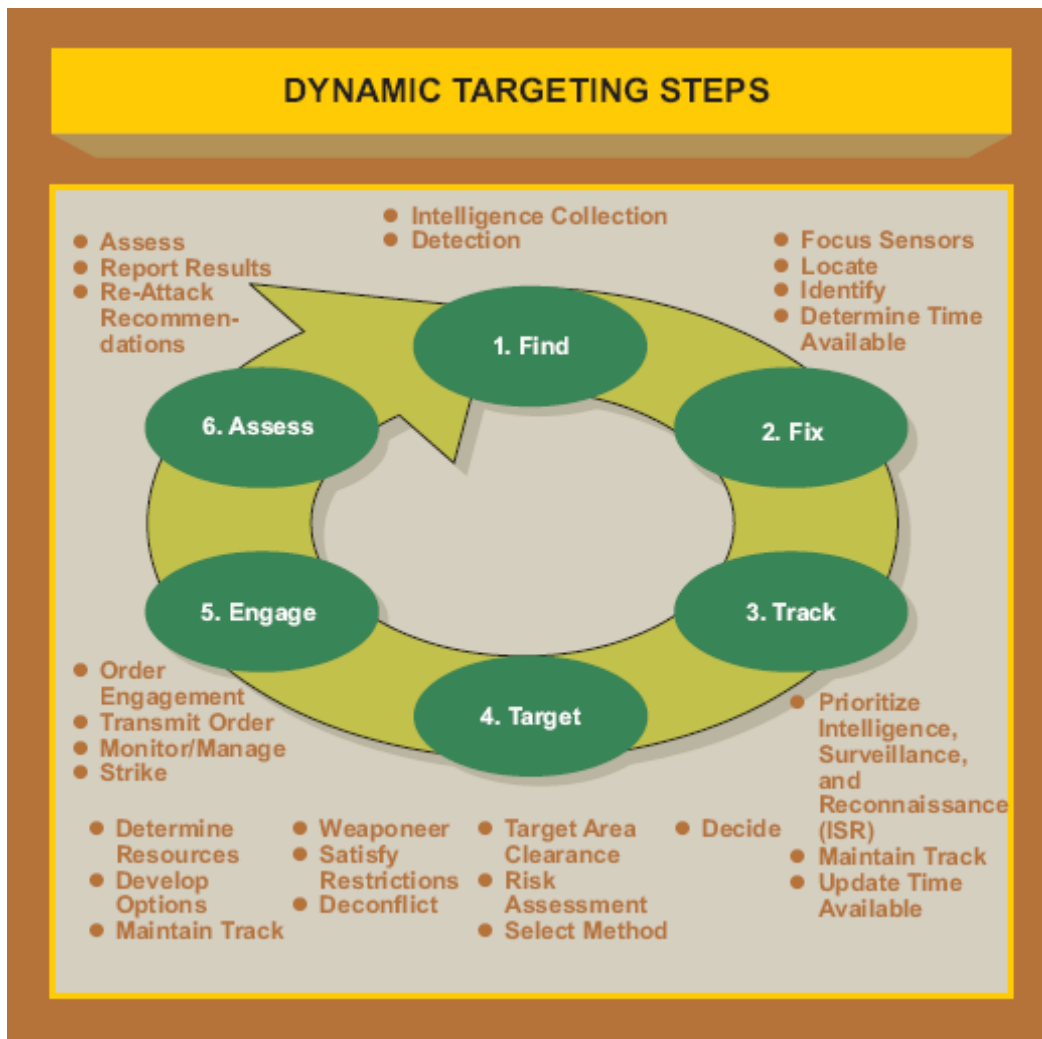 DYNAMIC TARGETING STEPS
● Intelligence Collection
● Detection
● Assess
● Report Results
● Re-Attack
Recommen-
dations
● Focus Sensors
● Locate
● Identify
● Determine Time
Available
1. Find
2. Fix
3. Track
4. Target
5. Engage
6. Assess
● Order
Engagement
● Transmit Order
● Monitor/Manage
● Strike
● Prioritize
Intelligence,
Surveillance,
and
Reconnaissance
(ISR)
● Maintain Track
● Update Time
Available
● Determine
Resources
● Develop
Options
● Maintain Track
● Weaponeer
● Satisfy
Restrictions
● Deconflict
● Target Area
Clearance
● Risk
Assessment
● Select Method
● Decide